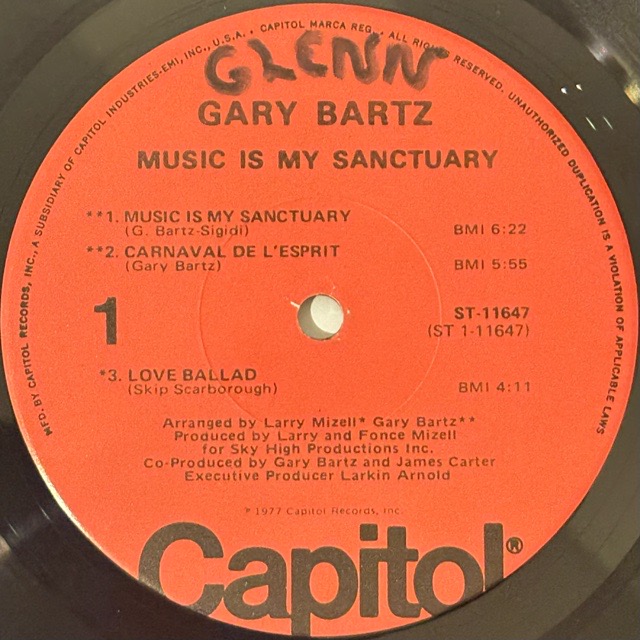 MFD. BY CAPITOL RECORDS, INC., A SUBSIDIARY OF CAPITOL INDUSTRIES-EMI, INC., U.S.A. • CAPITOL MARCA REG. • ALL RIGHTS RESERVED. UNAUTHORIZED DUPLICATION IS A VIOLATION OF APPLICABLE LAWS
GLENN
GARY BARTZ
MUSIC IS MY SANCTUARY
**1. MUSIC IS MY SANCTUARY
(G. Bartz-Sigidi) BMI 6:22
**2. CARNAVAL DE L'ESPRIT
(Gary Bartz) BMI 5:55
1
ST-11647
(ST 1-11647)
*3. LOVE BALLAD
(Skip Scarborough) BMI 4:11
Arranged by Larry Mizell* Gary Bartz**
Produced by Larry and Fonce Mizell
for Sky High Productions Inc.
Co-Produced by Gary Bartz and James Carter
Executive Producer Larkin Arnold
℗ 1977 Capitol Records, Inc.
Capitol®